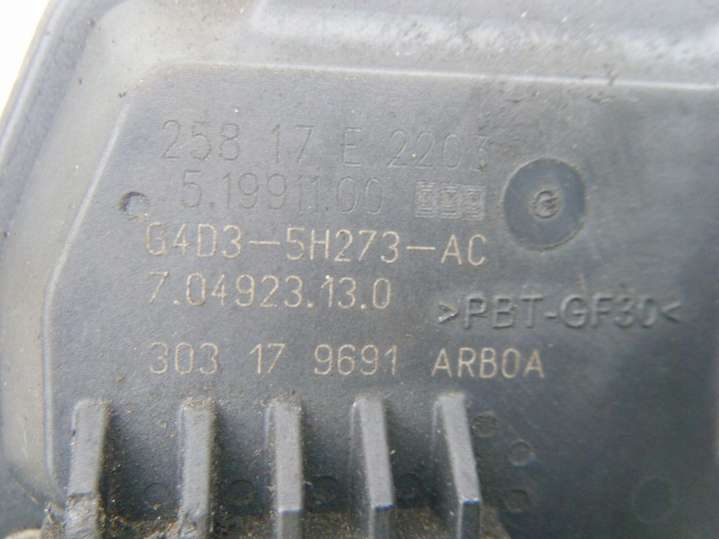 258 17 E 2203
5.19911.00
G4D3-5H273-AC
7.04923.13.0
>PBT-GF30<
303 17 9691 ARB0A